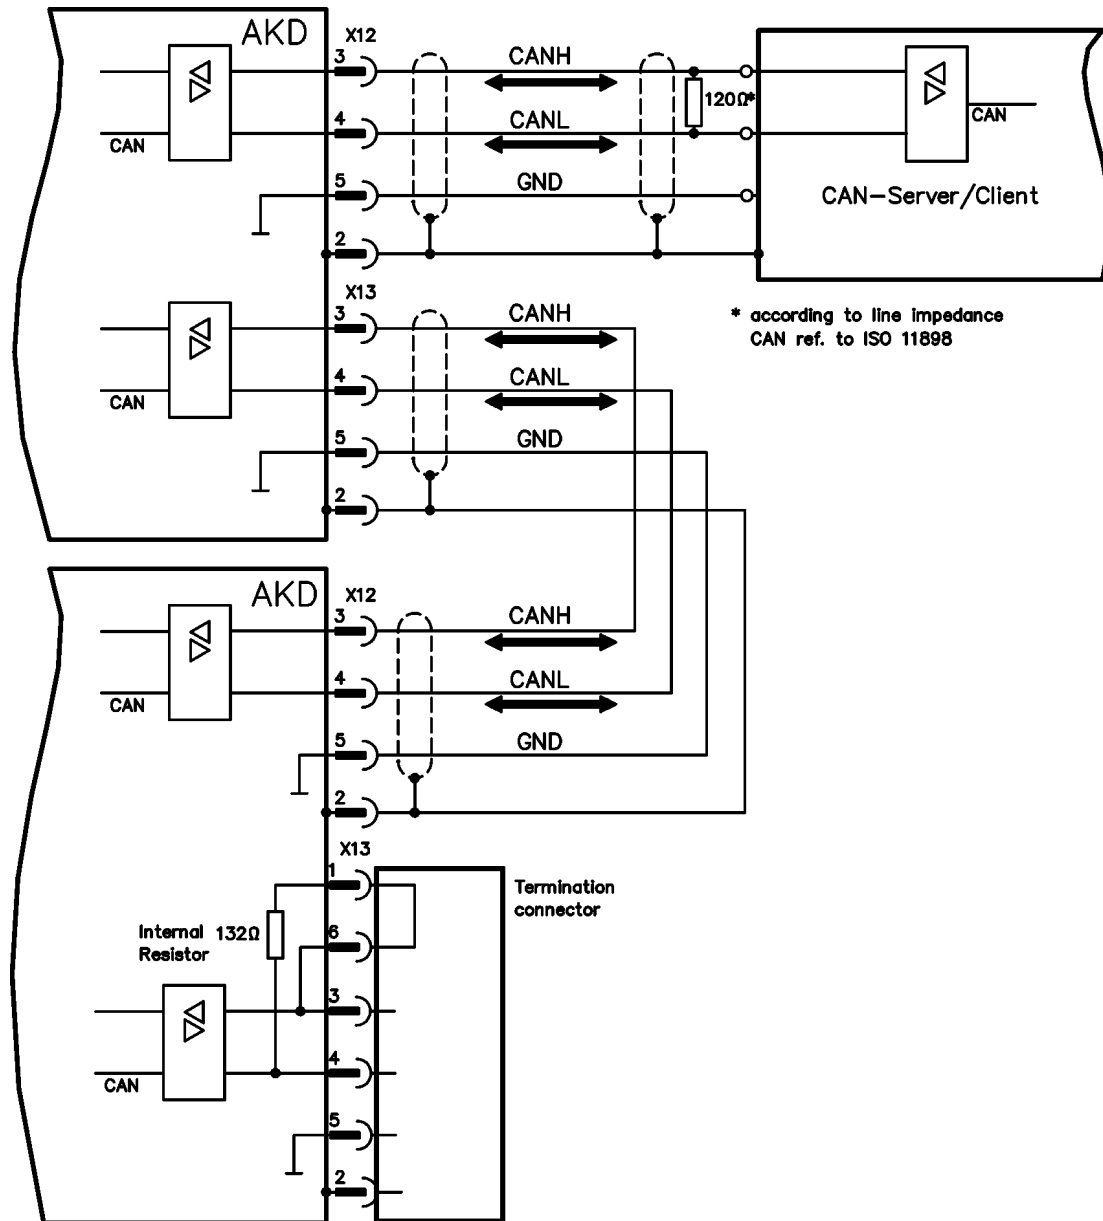 AKD
X12
3
CANH
120Ω*
4
CANL
CAN
CAN
5
GND
CAN-Server/Client
2
X13
3
CANH
* according to line impedance
CAN ref. to ISO 11898
4
CANL
CAN
5
GND
2
AKD
X12
3
CANH
4
CANL
CAN
5
GND
2
X13
1
Termination
connector
Internal 132Ω
Resistor
6
3
4
CAN
5
2